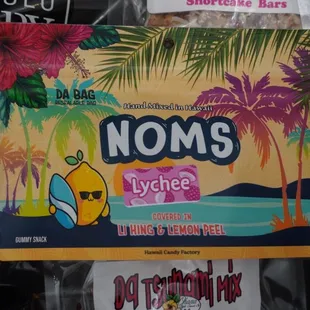 Shortcake Bars
DA BAG
Hand Mixed in Hawaii
NOMS
Lychee
COVERED IN
LI HING & LEMON PEEL
GUMMY SNACK
Hawaii Candy Factory
DA TSUNAMI MIX